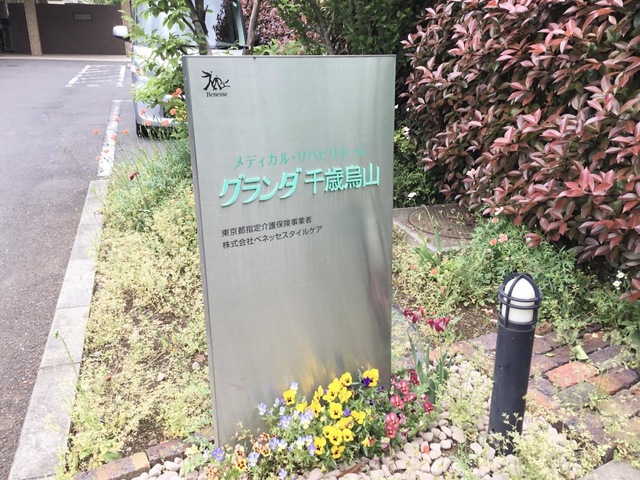 Benesse
メディカル・リハビリホーム
グランダ 千歳烏山
東京都指定介護保険事業者
株式会社ベネッセスタイルケア